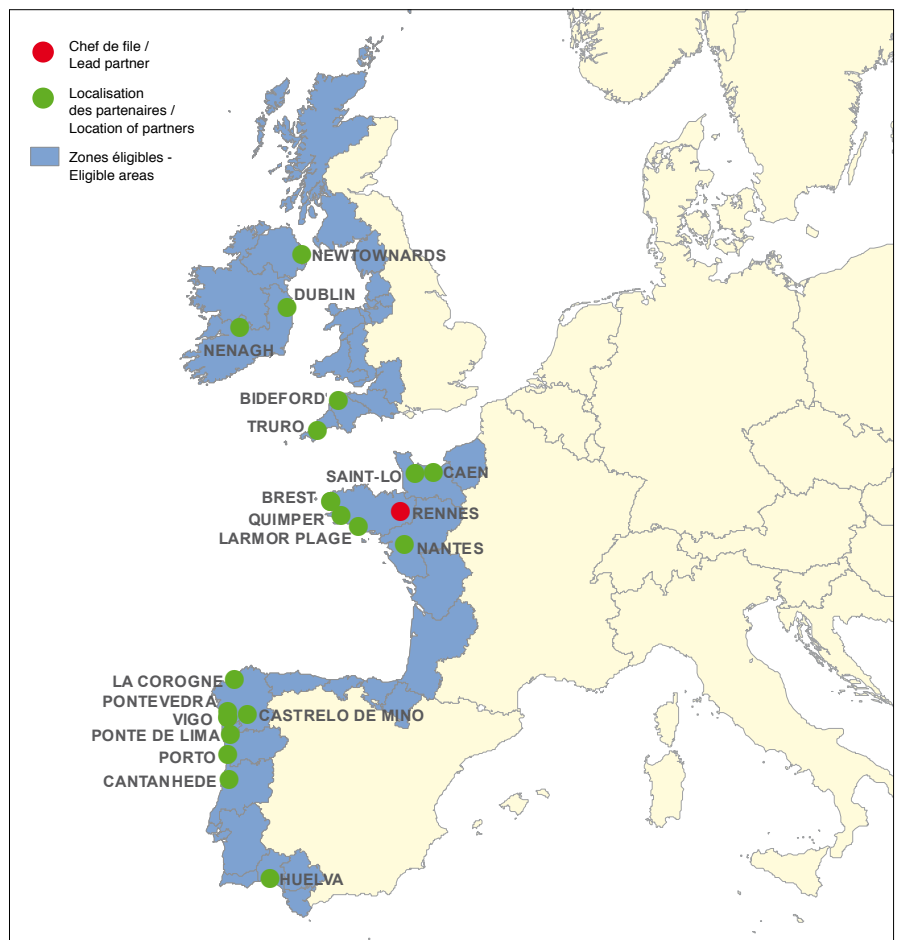 Chef de file /
Lead partner
Localisation
des partenaires /
Location of partners
Zones éligibles -
Eligible areas
NEWTOWNARDS
DUBLIN
NENAGH
BIDEFORD
TRURO
SAINT-LO
CAEN
BREST
RENNES
QUIMPER
LARMOR PLAGE
NANTES
LA COROGNE
PONTEVEDRA
VIGO
CASTRELO DE MINO
PONTE DE LIMA
PORTO
CANTANHEDE
HUELVA